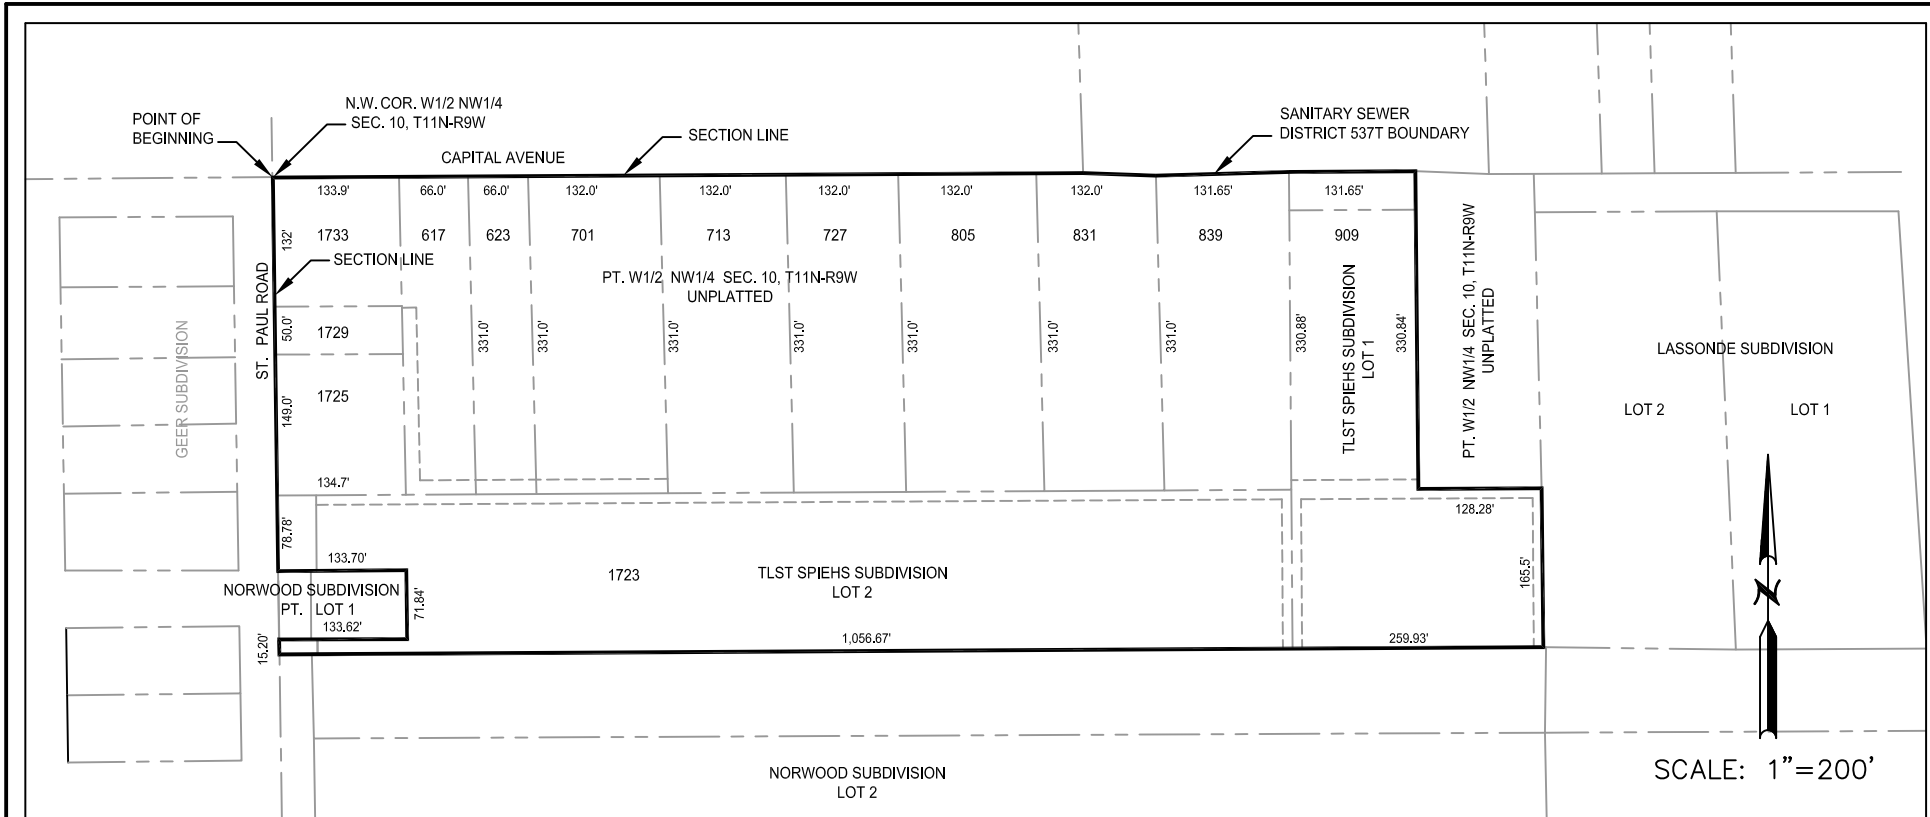 N.W. COR. W1/2 NW1/4
SEC. 10, T11N-R9W
POINT OF
BEGINNING
SECTION LINE
SANITARY SEWER
DISTRICT 537T BOUNDARY
CAPITAL AVENUE
133.9'
66.0'
66.0'
132.0'
132.0'
132.0'
132.0'
132.0'
131.65'
131.65'
132'
1733
617
623
701
713
727
805
831
839
909
SECTION LINE
PT. W1/2 NW1/4 SEC. 10, T11N-R9W
UNPLATTED
ST. PAUL ROAD
GEER SUBDIVISION
50.0'
1729
331.0'
331.0'
331.0'
331.0'
331.0'
331.0'
331.0'
330.88'
TLST SPIEHS SUBDIVISION
LOT 1
330.84'
PT. W1/2 NW1/4 SEC. 10, T11N-R9W
UNPLATTED
LASSONDE SUBDIVISION
LOT 2
LOT 1
149.0'
1725
134.7'
128.28'
78.78'
133.70'
1723
TLST SPIEHS SUBDIVISION
LOT 2
165.5'
NORWOOD SUBDIVISION
PT. LOT 1
71.84'
133.62'
15.20'
1,056.67'
259.93'
N
NORWOOD SUBDIVISION
LOT 2
SCALE: 1"=200'